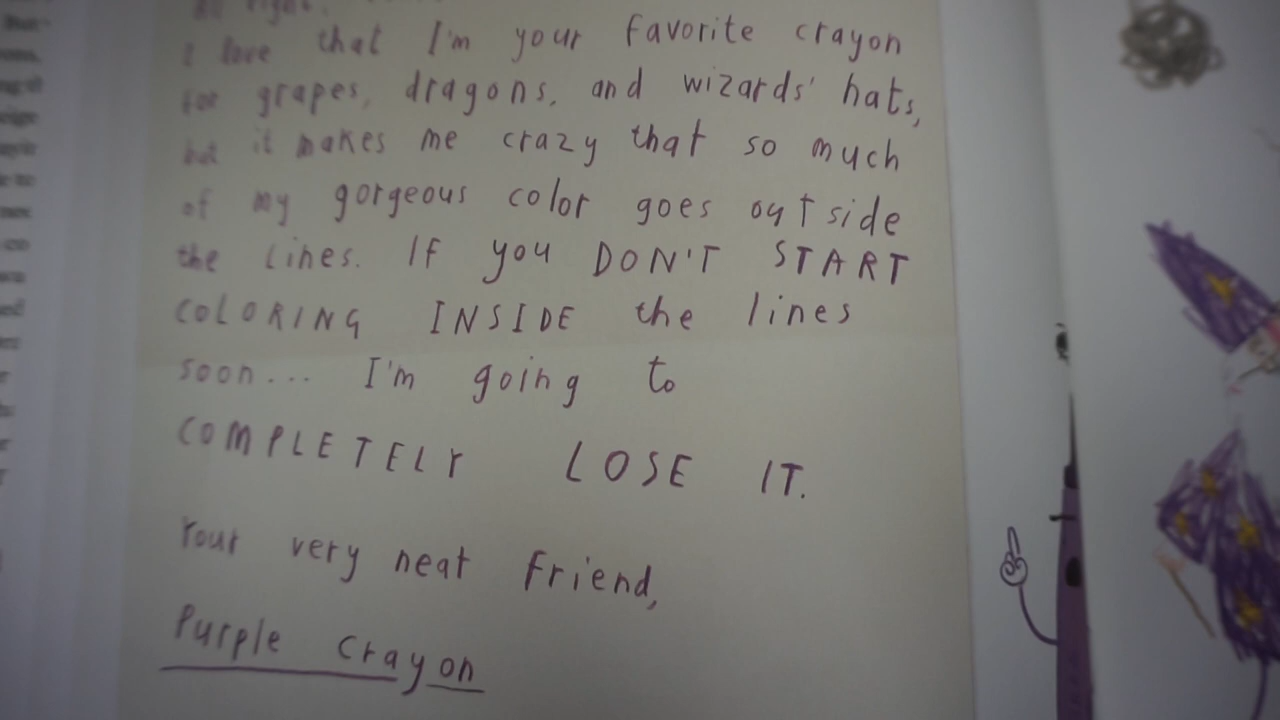 all right.
I love that I'm your favorite crayon
for grapes, dragons, and wizards' hats,
but it makes me crazy that so much
of my gorgeous color goes outside
the lines. If you DON'T START
COLORING INSIDE the lines
soon... I'm going to
COMPLETELY LOSE IT.
Your very neat friend,
Purple Crayon